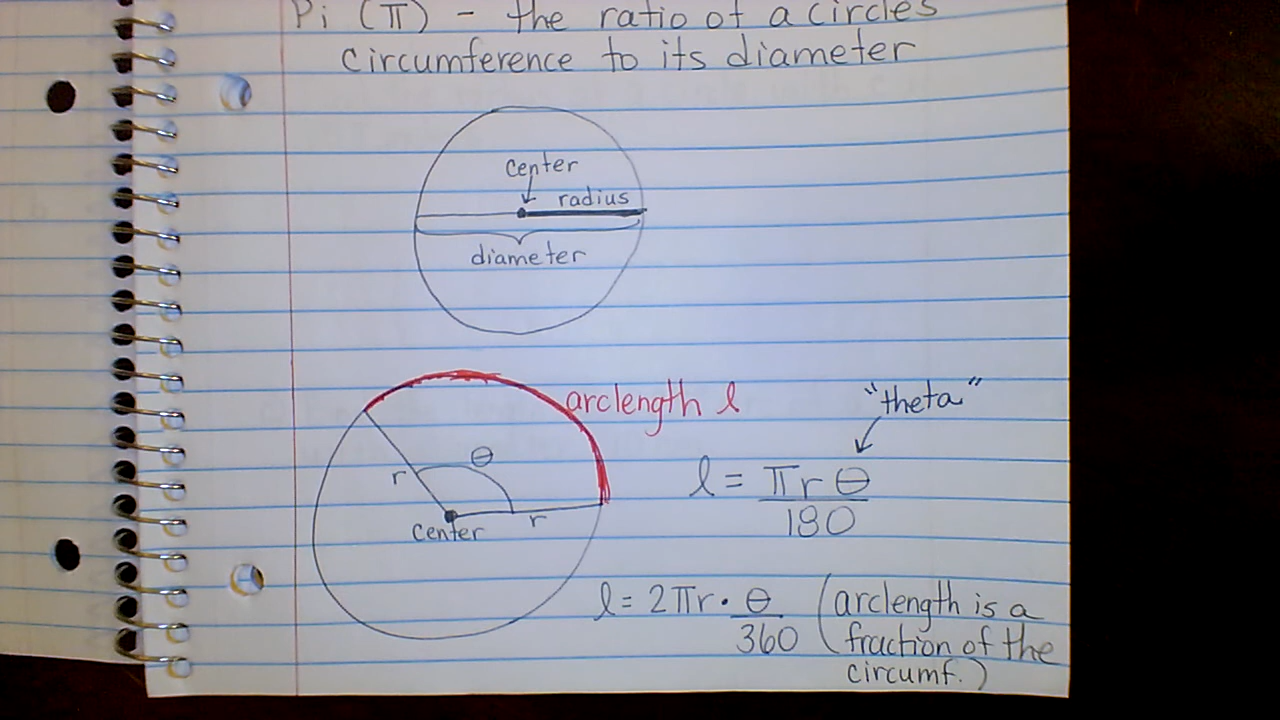 Pi (π) - the ratio of a circles
circumference to its diameter
center
radius
diameter
arclength l
"theta"
θ
r
l = πrθ
180
center
r
l = 2πr · θ (arclength is a
360 fraction of the
circumf.)